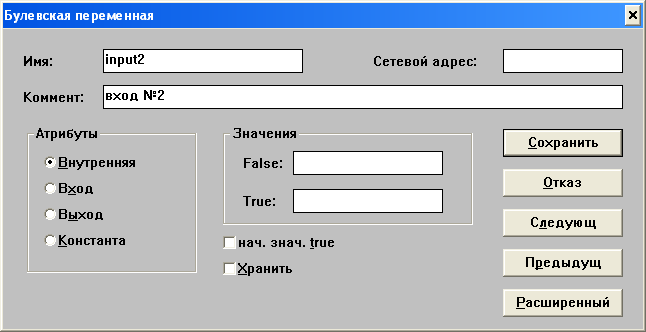 Булевская переменная
Имя: input2 Сетевой адрес:
Коммент: вход №2
Атрибуты
Внутренняя
Вход
Выход
Константа
Значения
False:
True:
нач. знач. true
Хранить
Сохранить
Отказ
Следующ
Предыдущ
Расширенный